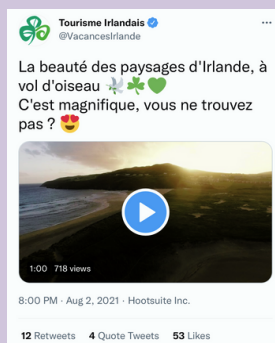 Tourisme Irlandais
@VacancesIrlande
La beauté des paysages d'Irlande, à
vol d'oiseau 🕊️☘️💚
C'est magnifique, vous ne trouvez
pas ? 😍
1:00 718 views
8:00 PM · Aug 2, 2021 · Hootsuite Inc.
12 Retweets 4 Quote Tweets 53 Likes